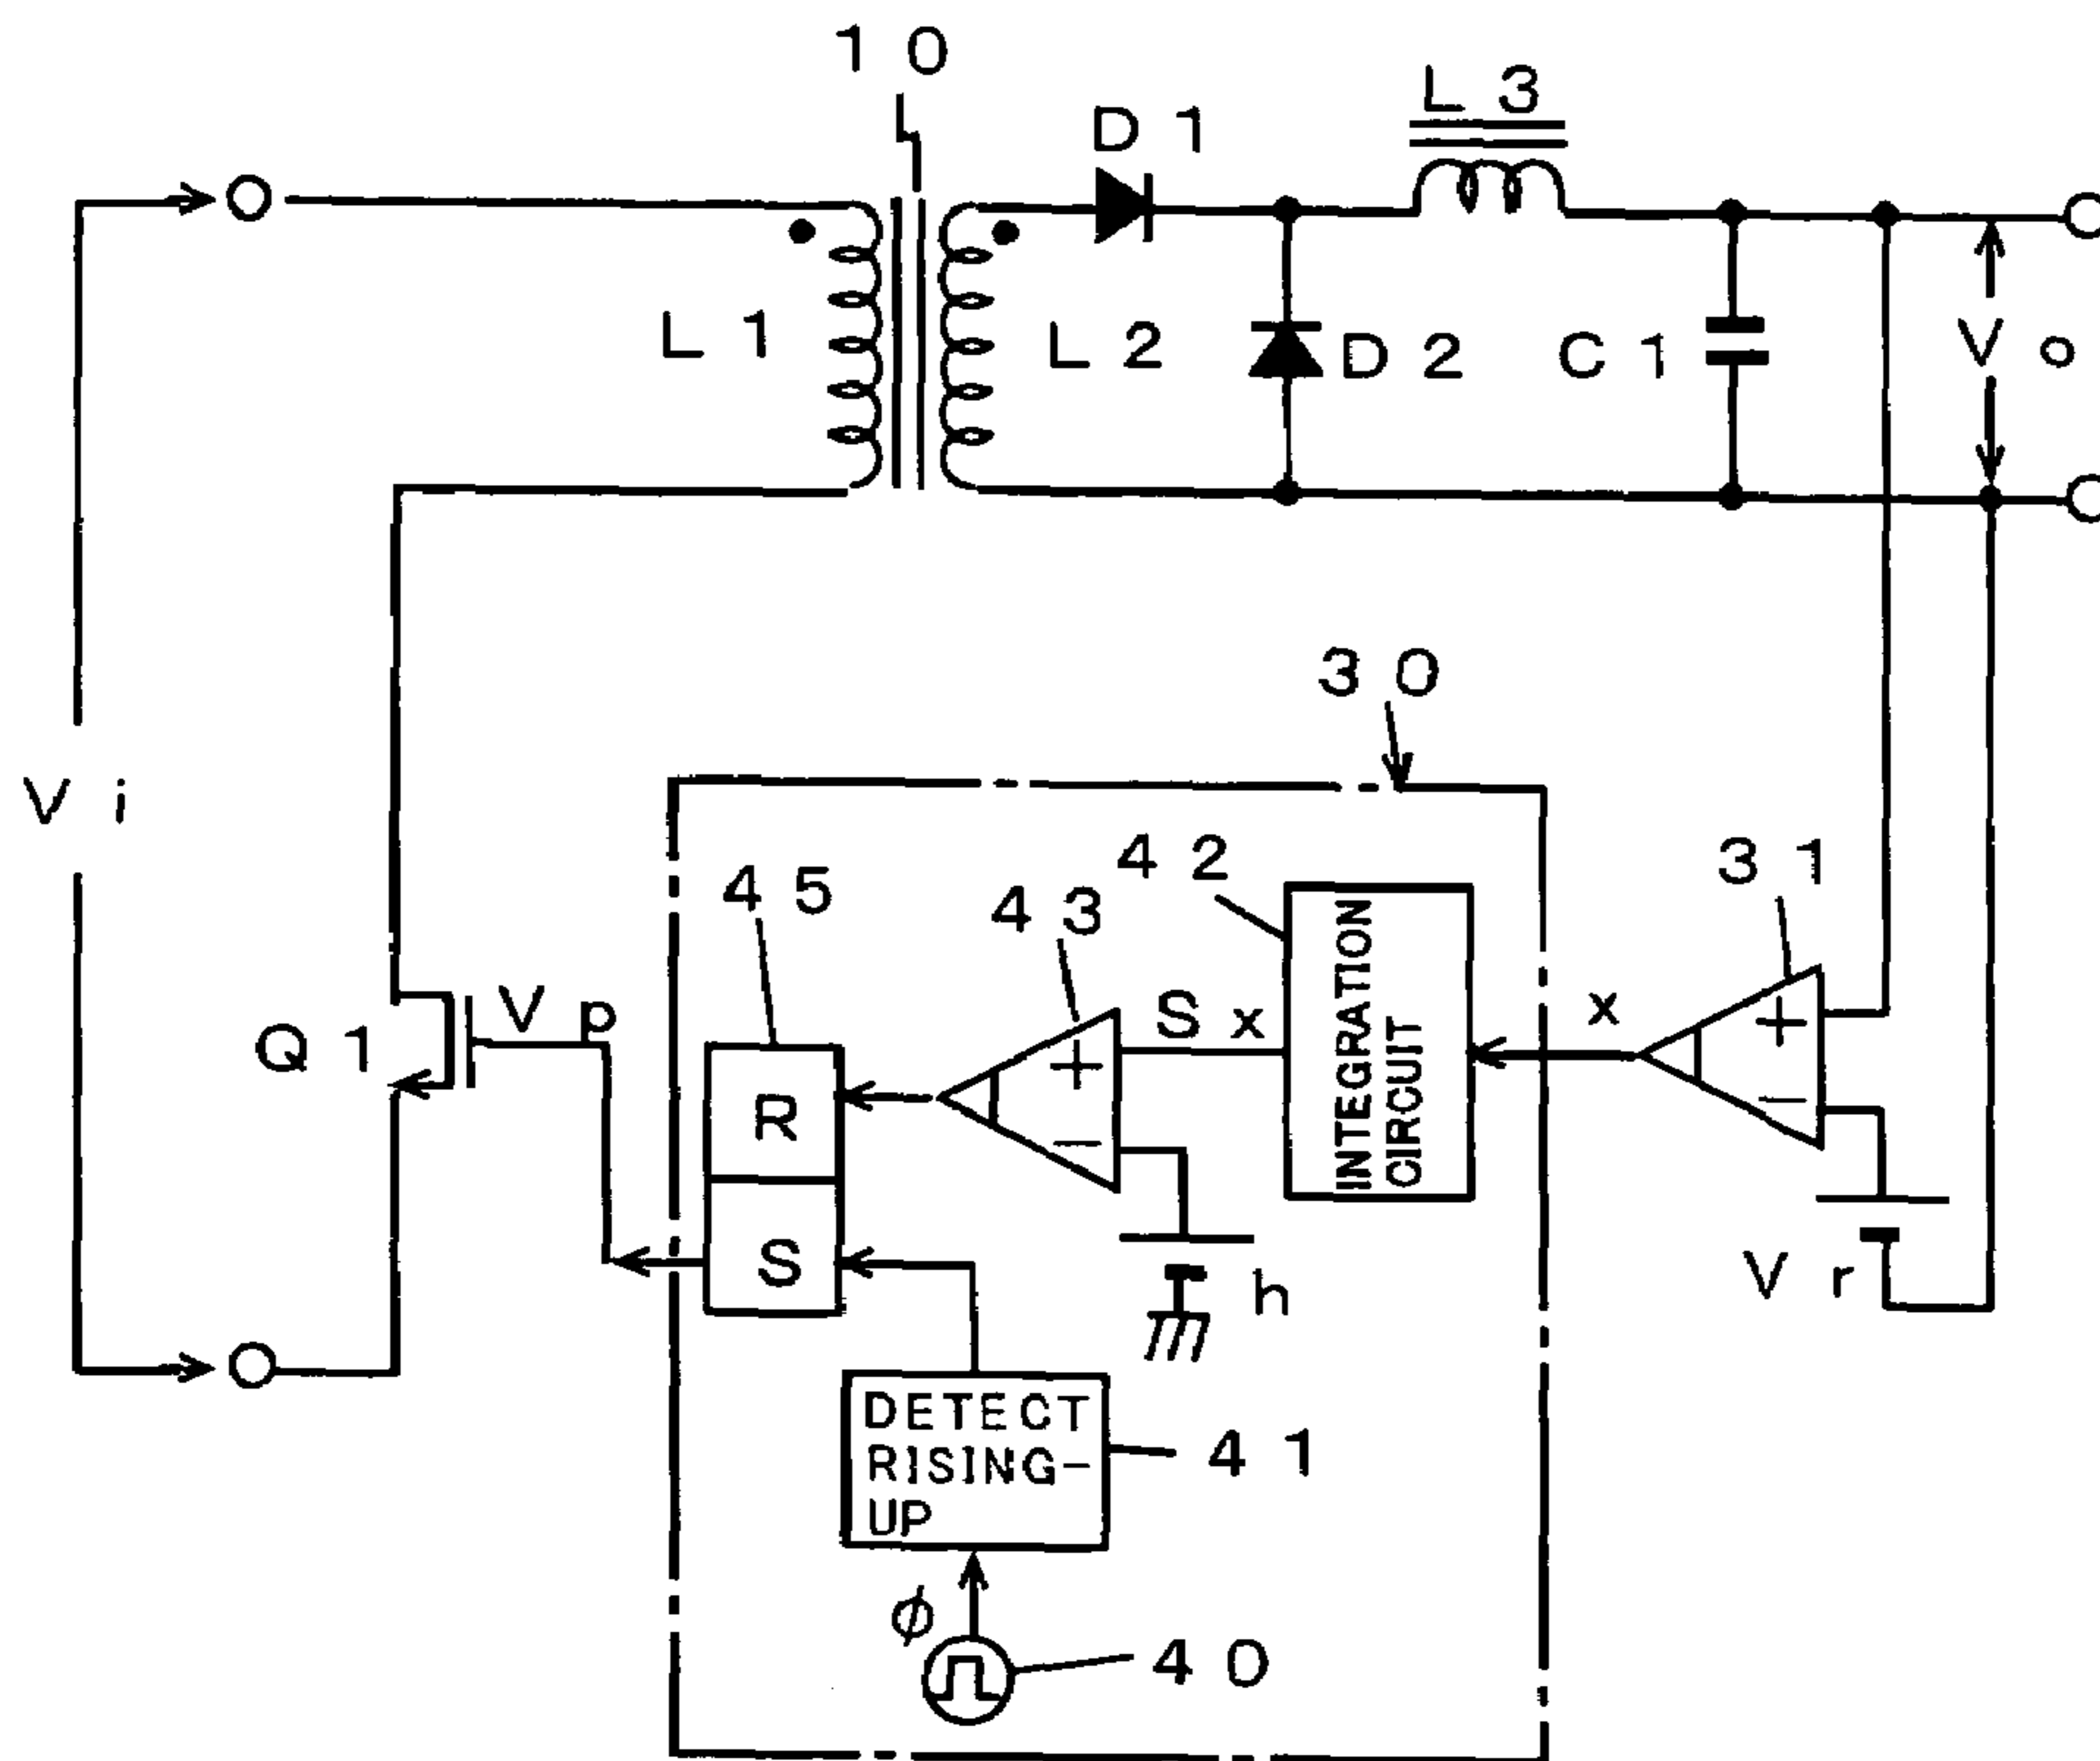 10
L3
D1
L1
L2
D2
C1
Vo
30
Vi
42
31
45
43
INTEGRATION
CIRCUIT
x
Sx
Vp
Q1
+
+
R
−
−
S
h
Vr
DETECT
RISING-
UP
41
φ
40